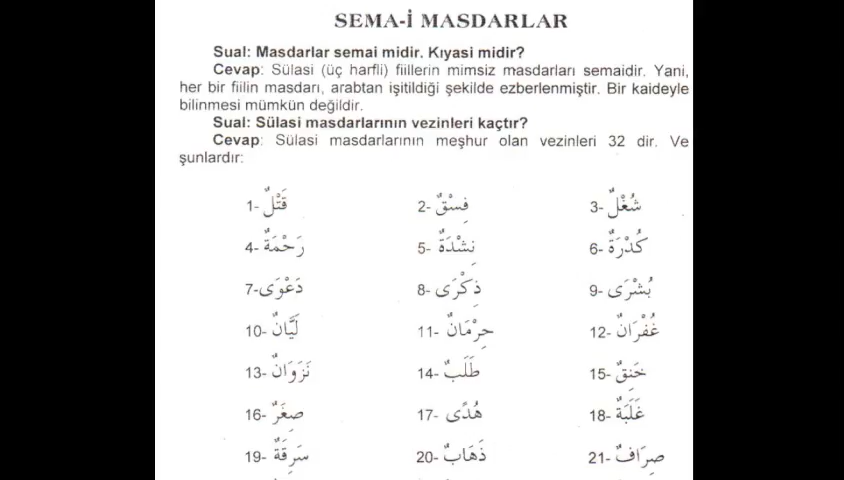 SEMA-İ MASDARLAR
Sual: Masdarlar semai midir. Kıyasi midir?
Cevap: Sülasi (üç harfli) fiillerin mimsiz masdarları semaidir. Yani,
her bir fiilin masdarı, arabtan işitildiği şekilde ezberlenmiştir. Bir kaideyle
bilinmesi mümkün değildir.
Sual: Sülasi masdarlarının vezinleri kaçtır?
Cevap: Sülasi masdarlarının meşhur olan vezinleri 32 dir. Ve
şunlardır:
1- قَتْلٌ 2- فِسْقٌ 3- شُغْلٌ
4- رَحْمَةٌ 5- نِشْدَةٌ 6- كُدْرَةٌ
7- دَعْوَى 8- ذِكْرَى 9- بُشْرَى
10- لَيَّانٌ 11- حِرْمَانٌ 12- غُفْرَانٌ
13- نَزَوَانٌ 14- طَلَبٌ 15- خَنِقٌ
16- صِغَرٌ 17- هُدًى 18- غَلَبَةٌ
19- سَرِقَةٌ 20- ذَهَابٌ 21- صِرَافٌ